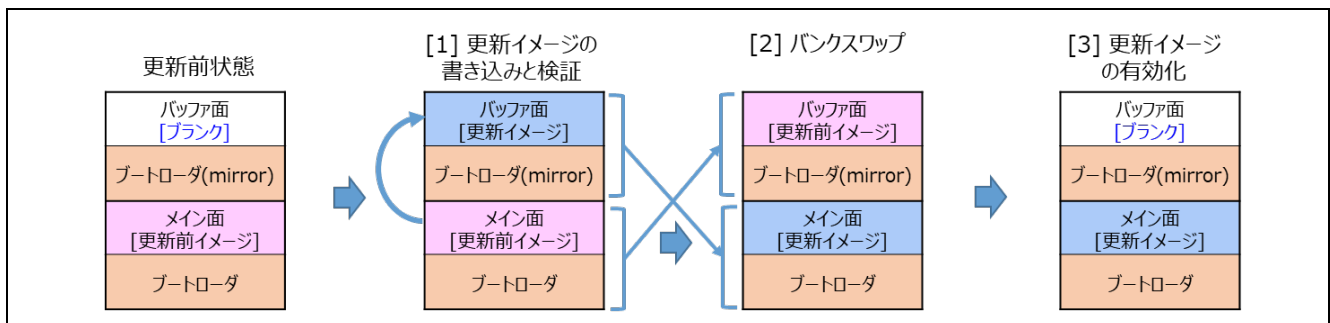 更新前状態
バッファ面
[ブランク]
ブートローダ(mirror)
メイン面
[更新前イメージ]
ブートローダ
[1] 更新イメージの
書き込みと検証
バッファ面
[更新イメージ]
ブートローダ(mirror)
メイン面
[更新前イメージ]
ブートローダ
[2] バンクスワップ
バッファ面
[更新前イメージ]
ブートローダ(mirror)
メイン面
[更新イメージ]
ブートローダ
[3] 更新イメージ
の有効化
バッファ面
[ブランク]
ブートローダ(mirror)
メイン面
[更新イメージ]
ブートローダ